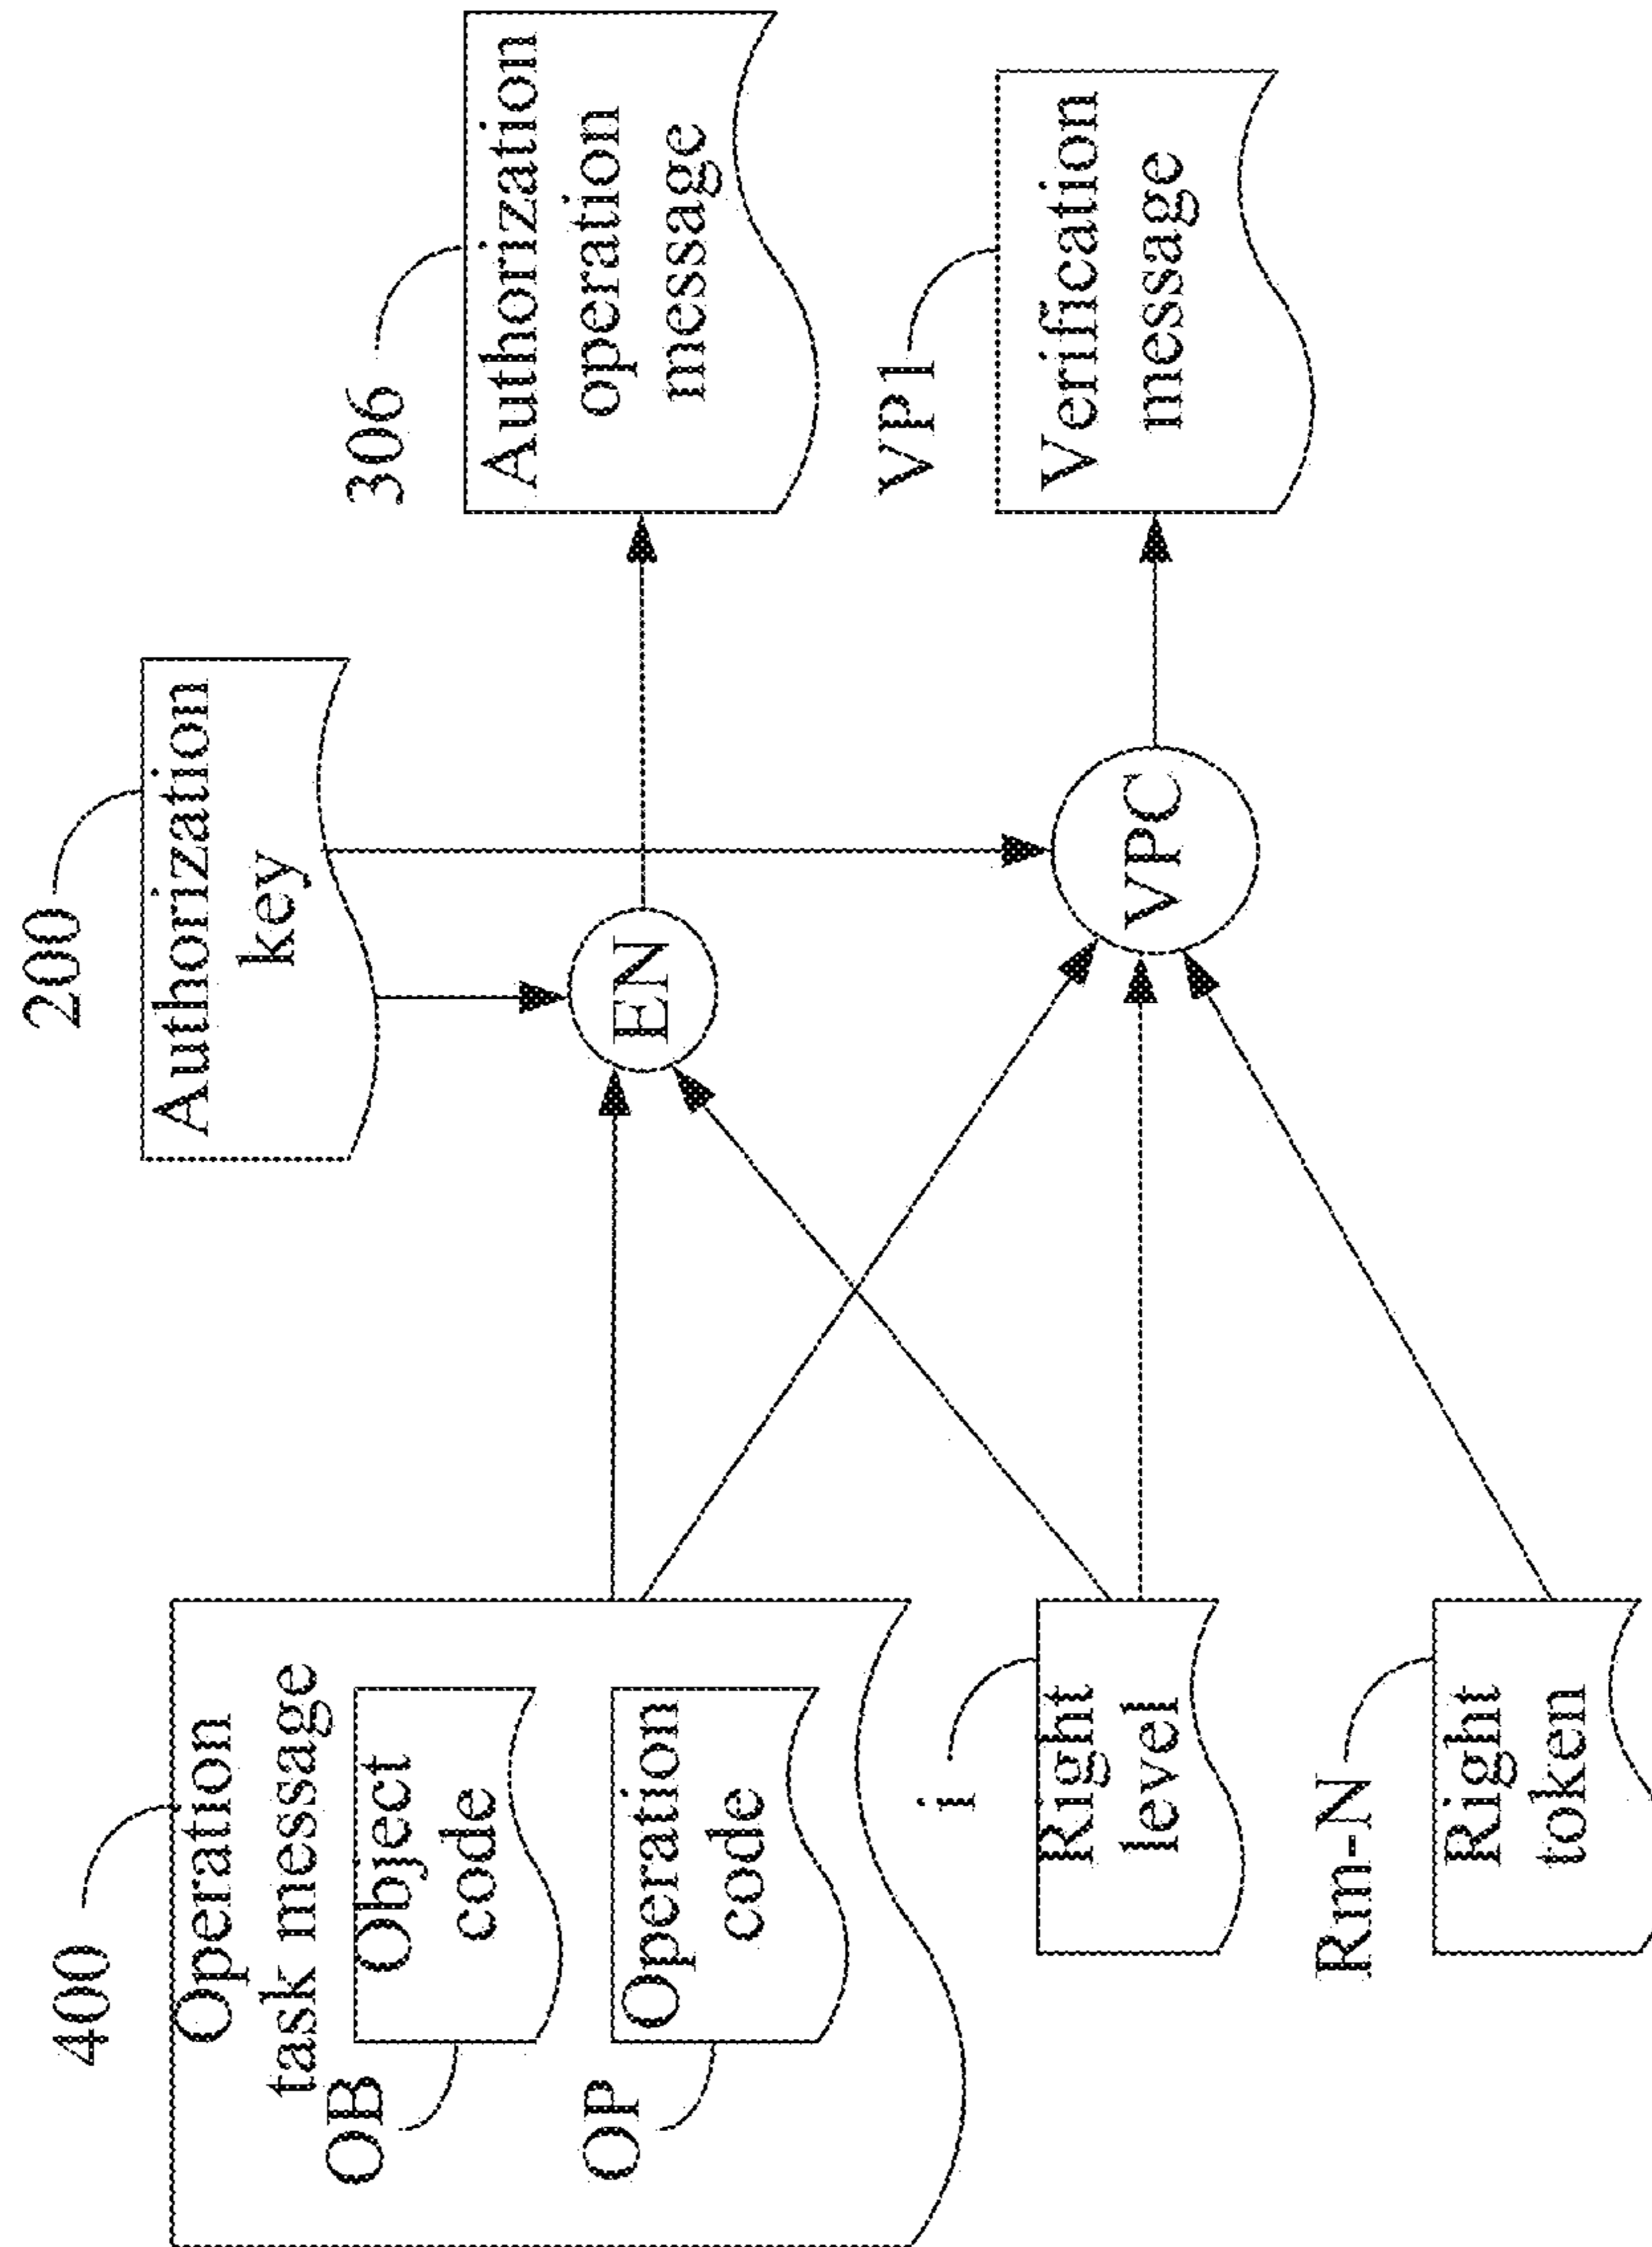 200
Authorization
key
400
Operation
task message
OB
Object
code
OP
Operation
code
i
Right
level
Rm-N
Right
token
EN
VPC
306
Authorization
operation
message
VP1
Verification
message